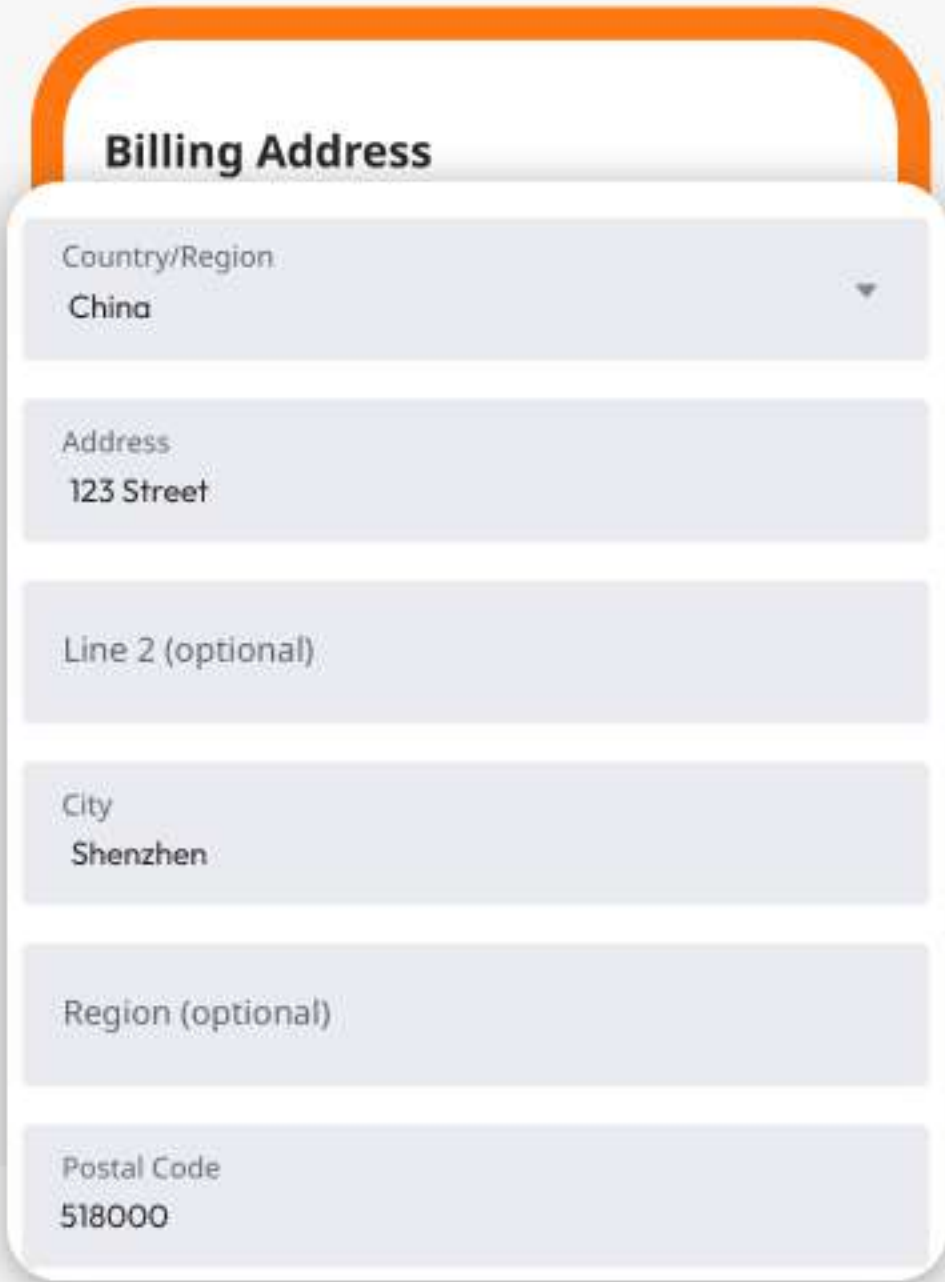 Billing Address
Country/Region
China
Address
123 Street
Line 2 (optional)
City
Shenzhen
Region (optional)
Postal Code
518000